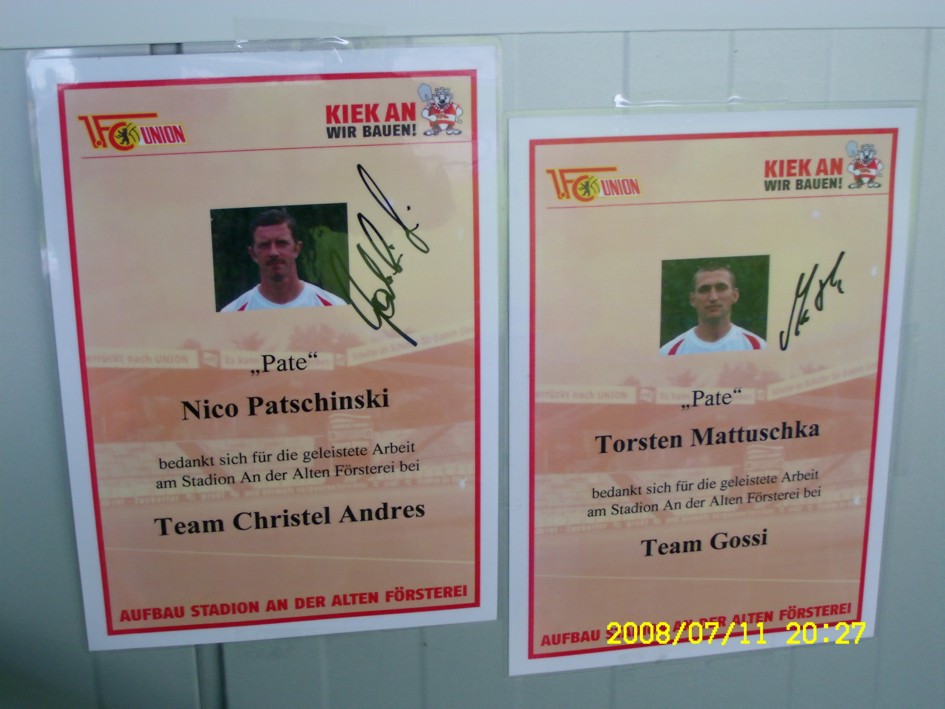 1.FC UNION
KIEK AN
WIR BAUEN!
„Pate“
Nico Patschinski
bedankt sich für die geleistete Arbeit
am Stadion An der Alten Försterei bei
Team Christel Andres
AUFBAU STADION AN DER ALTEN FÖRSTEREI
1.FC UNION
KIEK AN
WIR BAUEN!
„Pate“
Torsten Mattuschka
bedankt sich für die geleistete Arbeit
am Stadion An der Alten Försterei bei
Team Gossi
AUFBAU STADION AN DER ALTEN FÖRSTEREI
2008/07/11 20:27